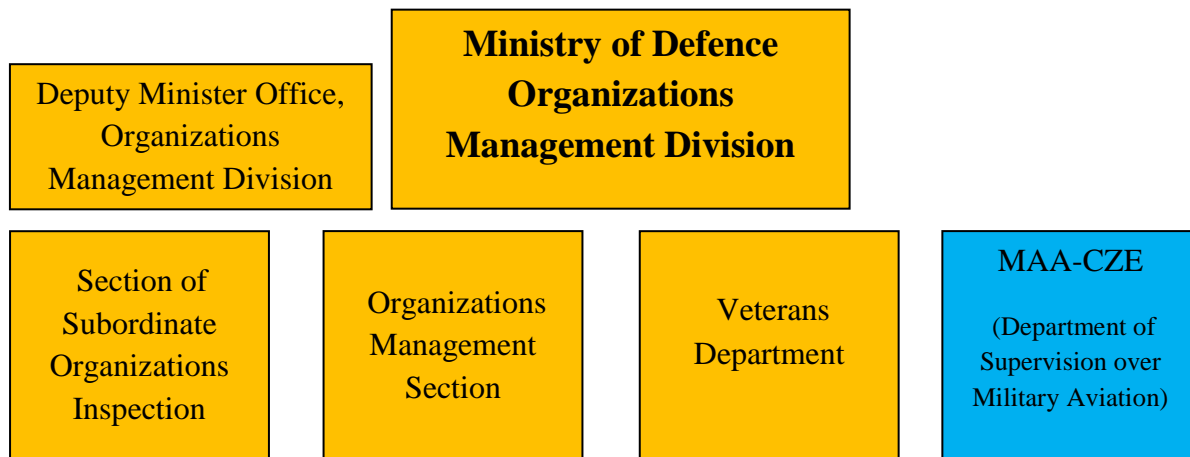 Ministry of Defence
Organizations
Management Division
Deputy Minister Office,
Organizations
Management Division
Section of
Subordinate
Organizations
Inspection
Organizations
Management
Section
Veterans
Department
MAA-CZE
(Department of
Supervision over
Military Aviation)